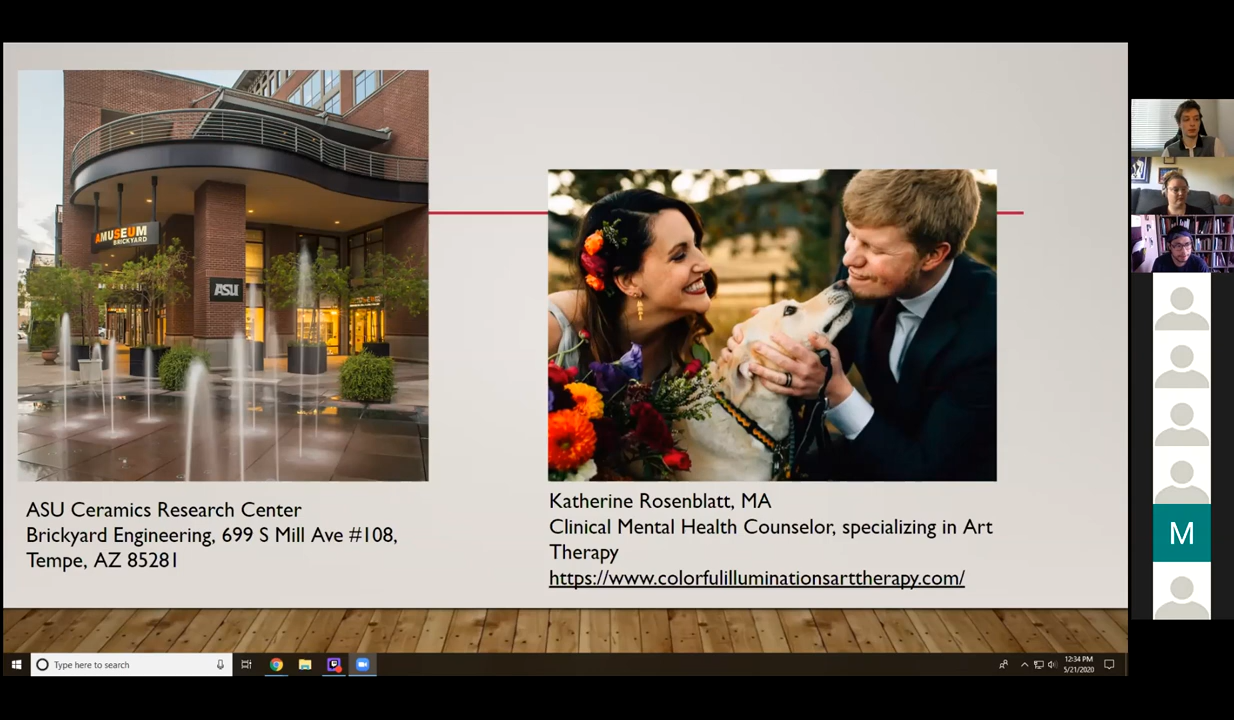 AMUSEUM
BRICKYARD
ASU
ASU Ceramics Research Center
Brickyard Engineering, 699 S Mill Ave #108,
Tempe, AZ 85281
Katherine Rosenblatt, MA
Clinical Mental Health Counselor, specializing in Art
Therapy
https://www.colorfulilluminationsarttherapy.com/
M
Type here to search
12:34 PM
5/21/2020